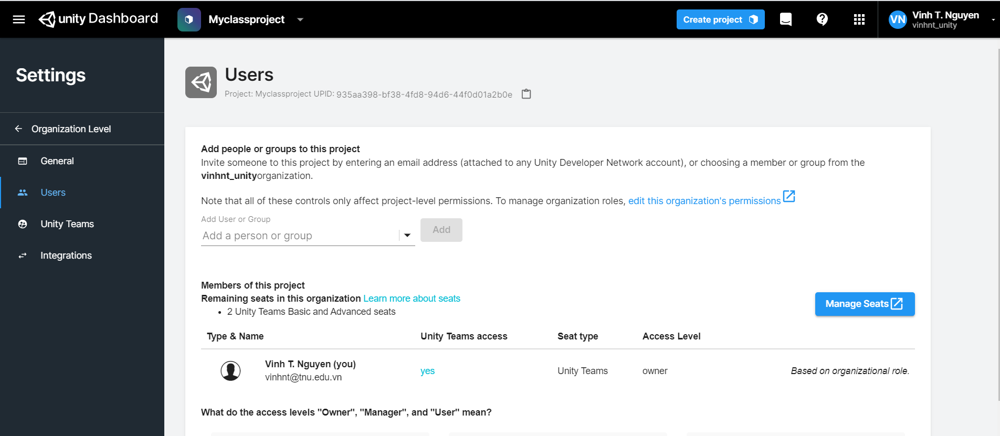 unity Dashboard
Myclassproject
Create project
VN
Vinh T. Nguyen
vinhnt_unity
Settings
Organization Level
General
Users
Unity Teams
Integrations
Users
Project: Myclassproject UPID: 935aa398-bf38-4fd8-94d6-44f0d01a2b0e
Add people or groups to this project
Invite someone to this project by entering an email address (attached to any Unity Developer Network account), or choosing a member or group from the
vinhnt_unityorganization.
Note that all of these controls only affect project-level permissions. To manage organization roles, edit this organization's permissions
Add User or Group
Add a person or group
Add
Members of this project
Remaining seats in this organization Learn more about seats
• 2 Unity Teams Basic and Advanced seats
Manage Seats
Type & Name Unity Teams access Seat type Access Level
Vinh T. Nguyen (you)
vinhnt@tnu.edu.vn
yes Unity Teams owner Based on organizational role.
What do the access levels "Owner", "Manager", and "User" mean?